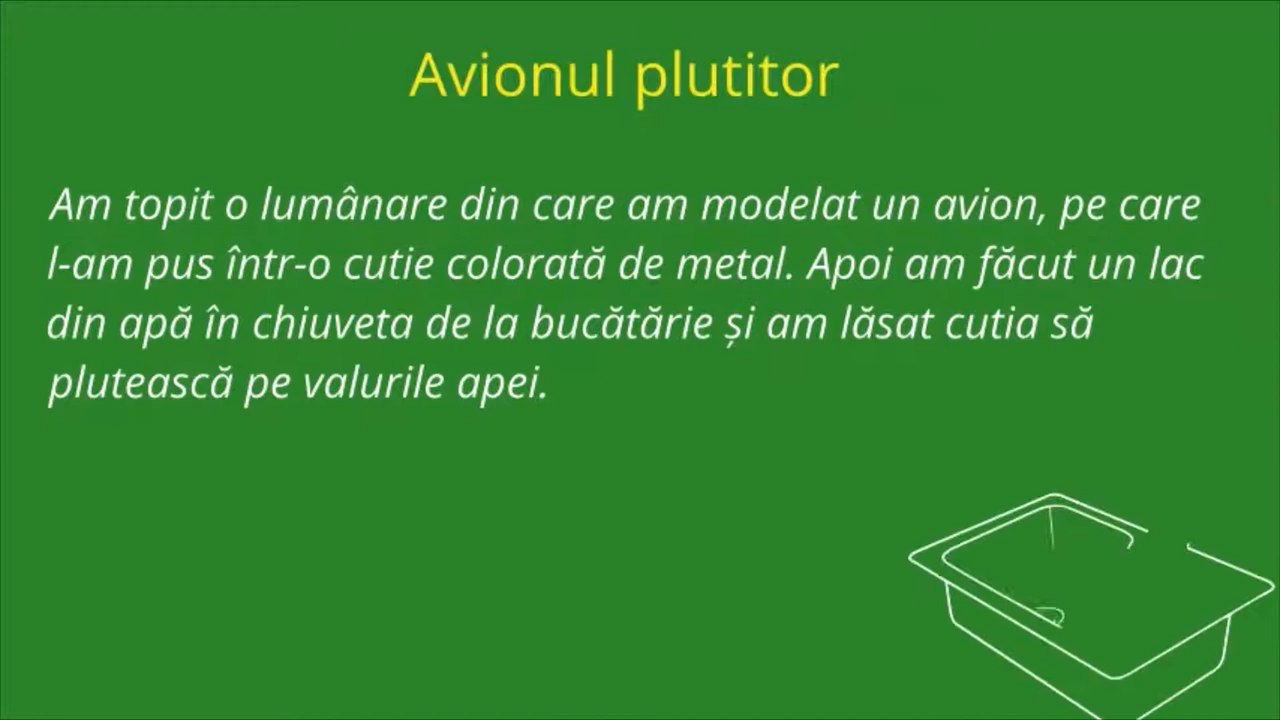 Avionul plutitor
Am topit o lumânare din care am modelat un avion, pe care
l-am pus într-o cutie colorată de metal. Apoi am făcut un lac
din apă în chiuveta de la bucătărie și am lăsat cutia să
plutească pe valurile apei.